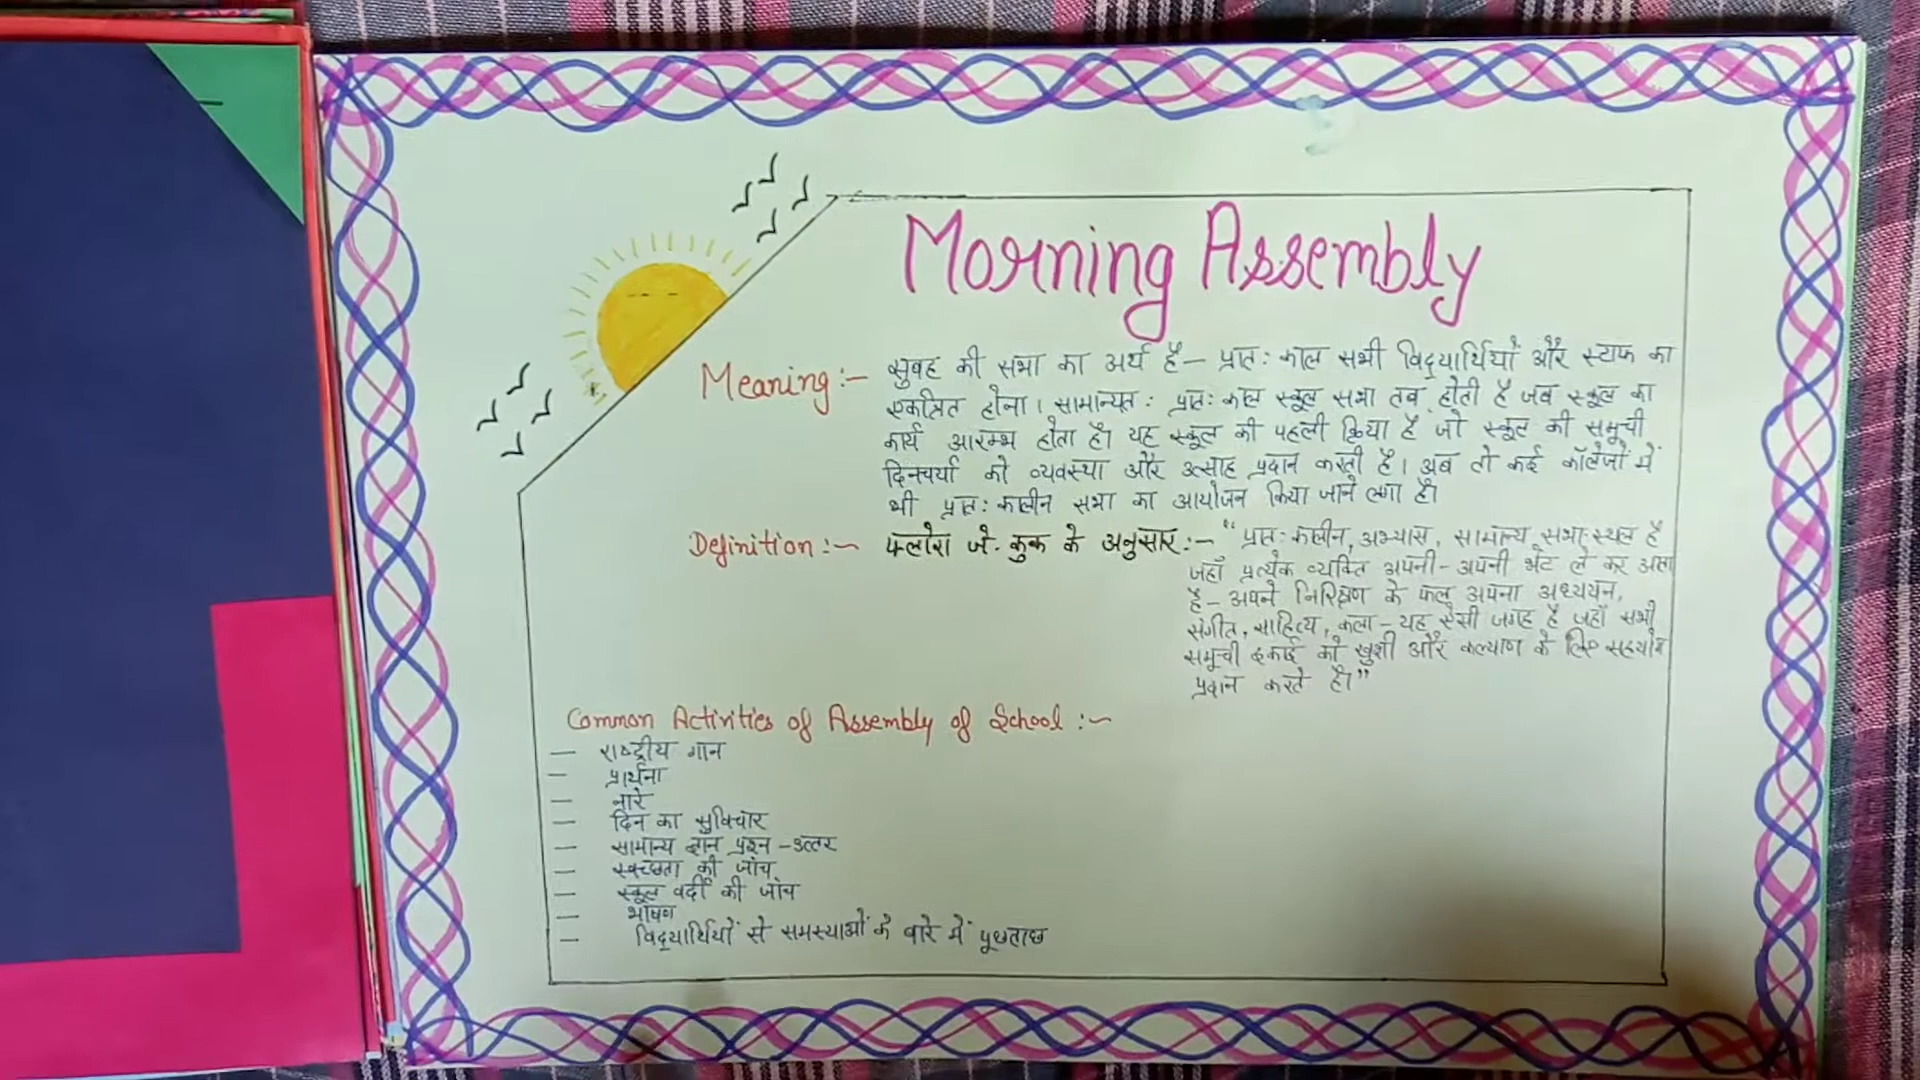 Morning Assembly
Meaning :- सुबह की सभा का अर्थ है - प्रात: काल सभी विद्यार्थियों और स्टाफ का
एकत्रित होना। सामान्यत: प्रात: काल स्कूल सभा तब होती है जब स्कूल का
कार्य आरम्भ होता है। यह स्कूल की पहली क्रिया है जो स्कूल की समूची
दिनचर्या को व्यवस्था और उत्साह प्रदान करती है। अब तो कई कॉलेजों में
भी प्रात: कालीन सभा का आयोजन किया जाने लगा है।
Definition :- फ्लोरा जे. कुक के अनुसार :- "प्रात: कालीन, अभ्यास, सामान्य सभा-स्थल है
जहाँ प्रत्येक व्यक्ति अपनी - अपनी भेंट ले कर आता
है - अपने निरिक्षण के फल अपना अध्ययन,
संगीत, साहित्य, कला - यह ऐसी जगह है जहाँ सभी
समूची इकाई की खुशी और कल्याण के लिए सहयोग
प्रदान करते है।"
Common Activities of Assembly of School :-
— राष्ट्रीय गान
— प्रार्थना
— नारे
— दिन का सुविचार
— सामान्य ज्ञान प्रश्न - उत्तर
— स्वच्छता की जांच
— स्कूल वर्दी की जांच
— भाषण
— विद्यार्थियों से समस्याओं के बारे में पूछताछ